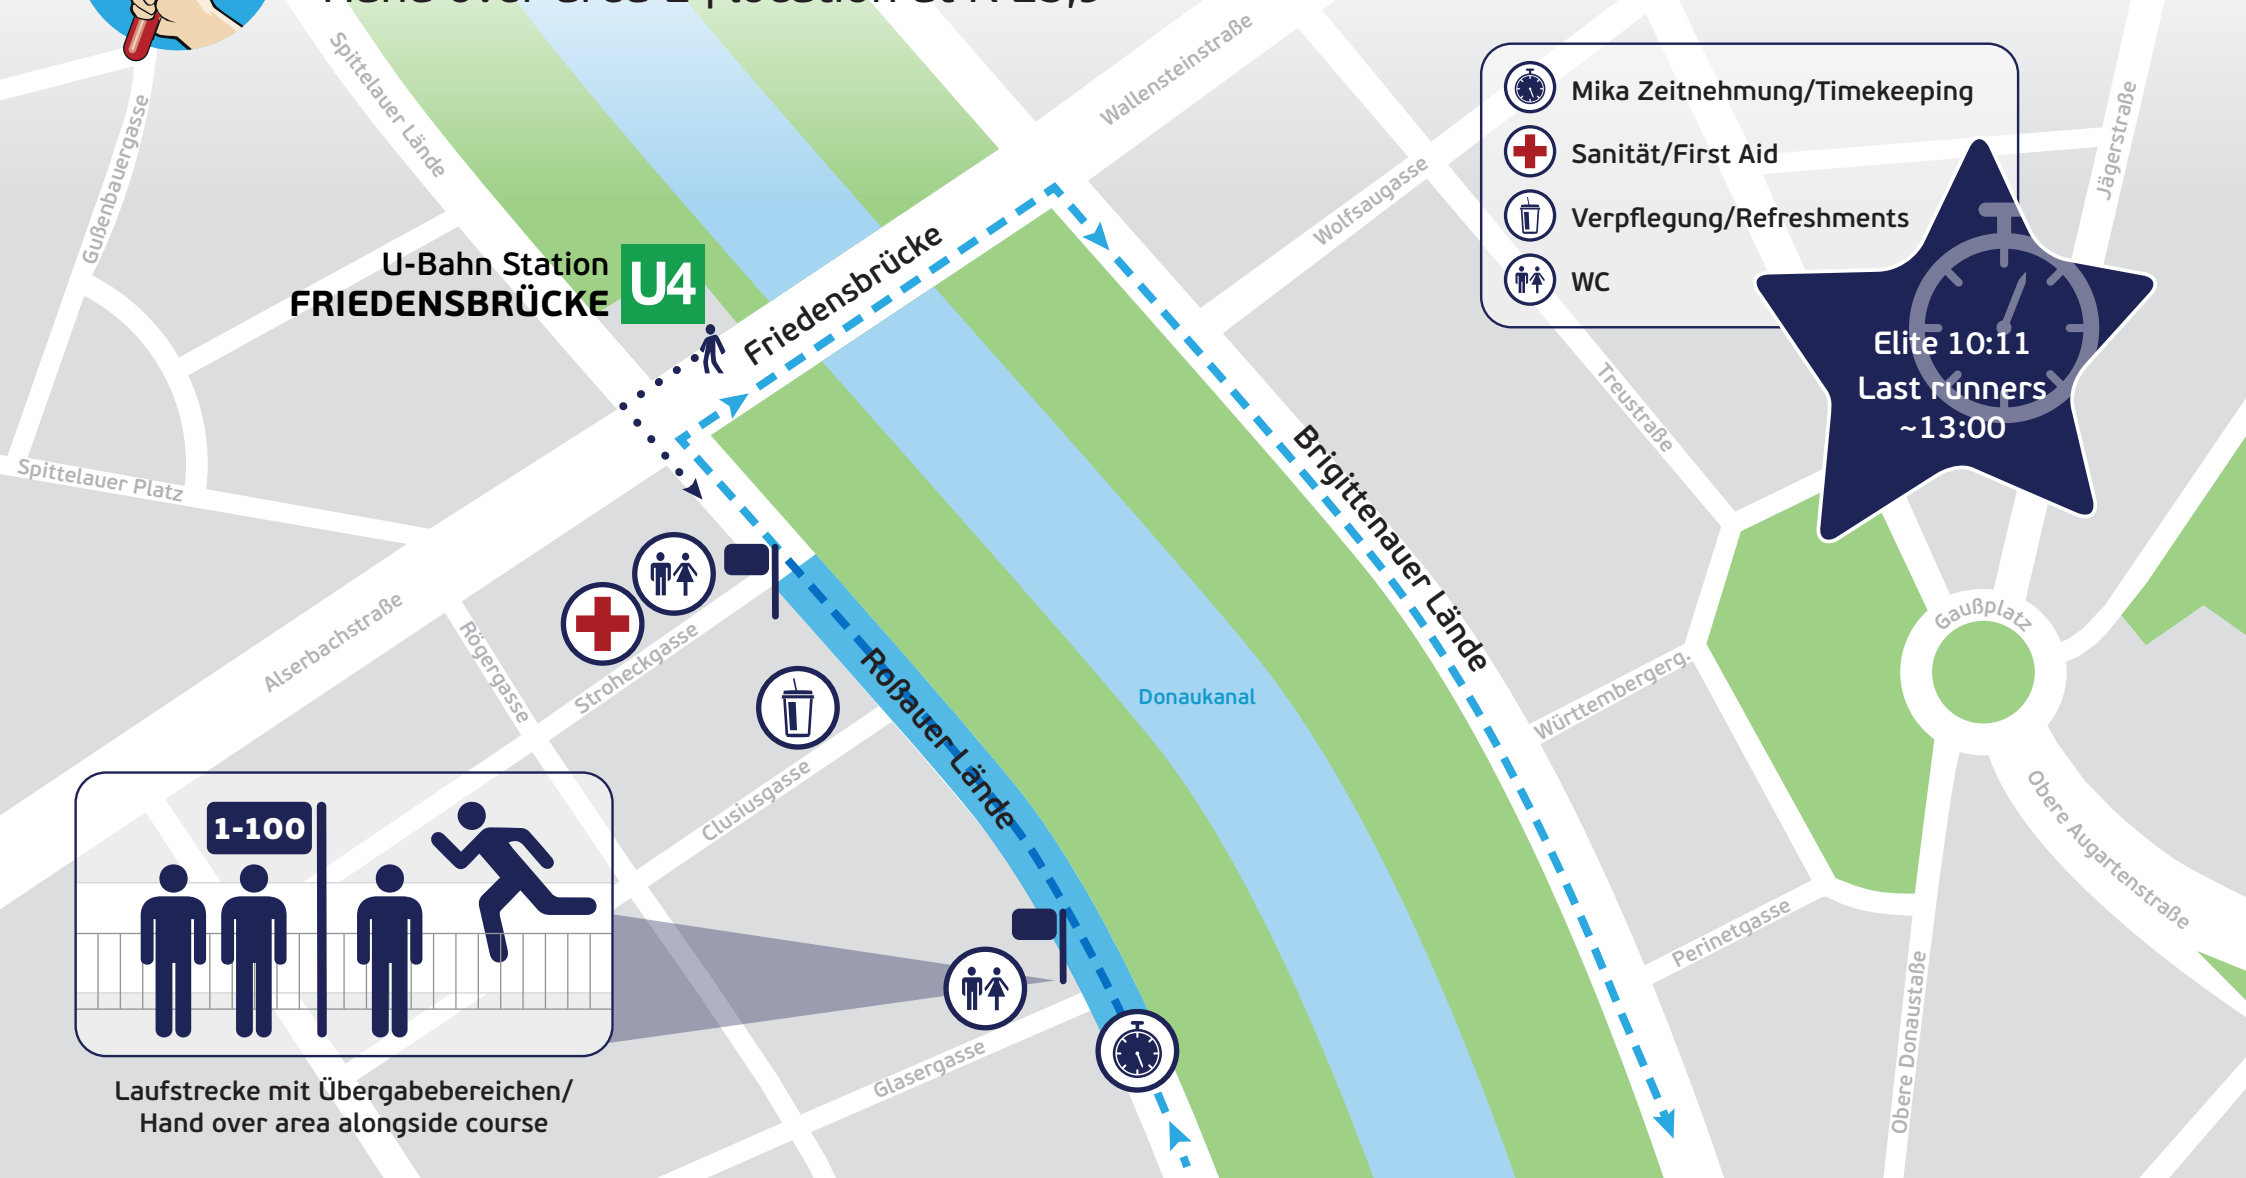 Spittelauer Lände
Wallensteinstraße
Gußenbauergasse
Mika Zeitnehmung/Timekeeping
Sanität/First Aid
Verpflegung/Refreshments
WC
Jägerstraße
Wolfsaugasse
U-Bahn Station
FRIEDENSBRÜCKE
U4
Friedensbrücke
Elite 10:11
Last runners
~13:00
Treustraße
Spittelauer Platz
Brigittenauer Lände
Alserbachstraße
Rögergasse
Stroheckgasse
Roßauer Lände
Donaukanal
Gaußplatz
Württembergerg.
Clusiusgasse
Obere Augartenstraße
1-100
Perinetgasse
Obere Donaustaße
Glasergasse
Laufstrecke mit Übergabebereichen/
Hand over area alongside course